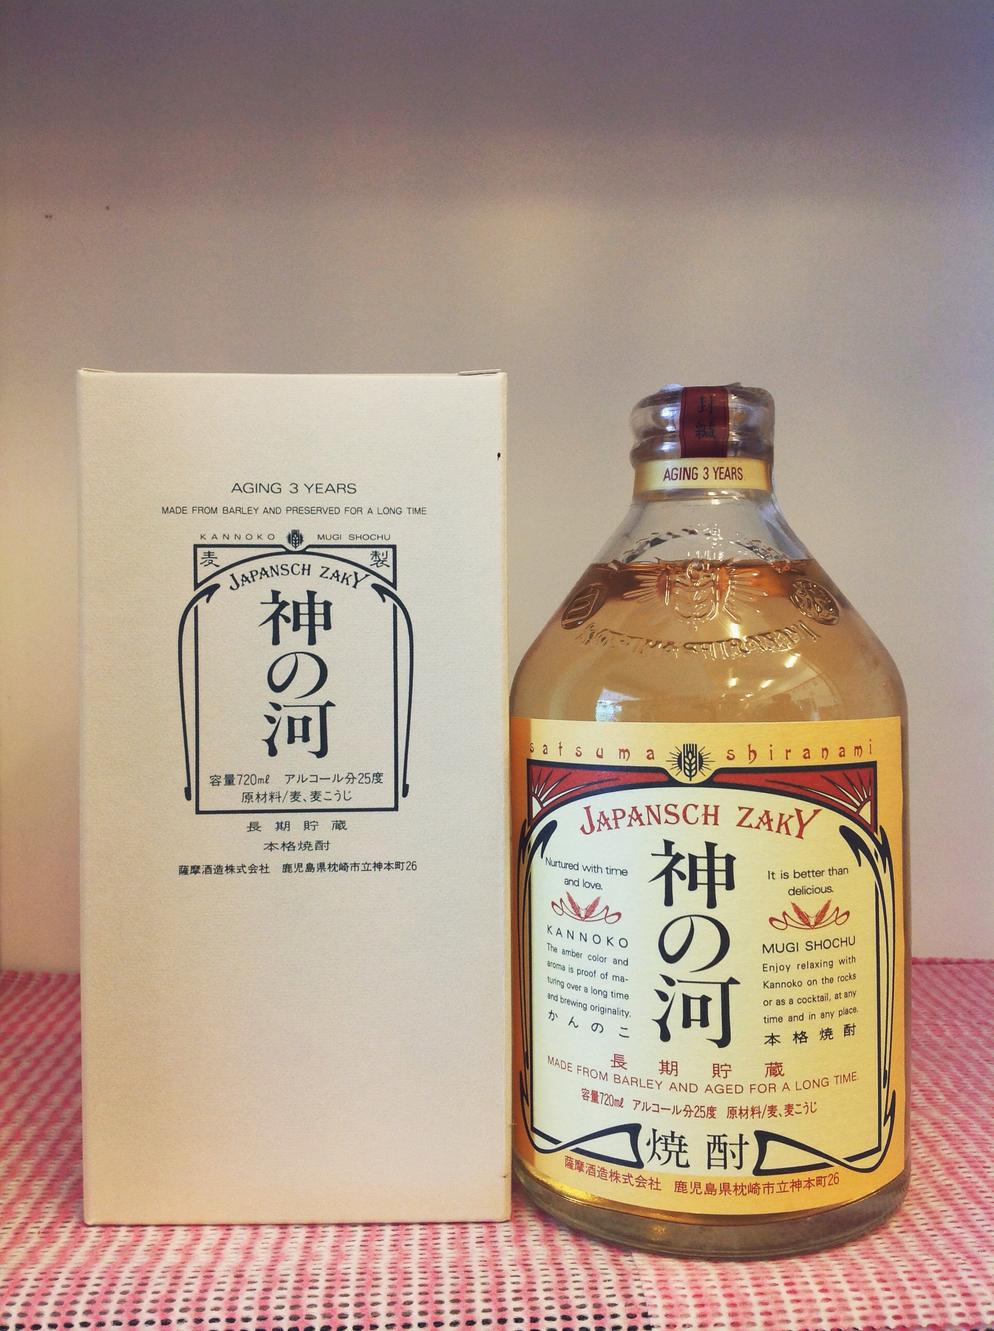 AGING 3 YEARS
MADE FROM BARLEY AND PRESERVED FOR A LONG TIME
KANNOKO MUGI SHOCHU
麦 製
JAPANSCH ZAKY
神の河
容量720mℓ アルコール分25度
原材料/麦、麦こうじ
長期貯蔵
本格焼酎
薩摩酒造株式会社 鹿児島県枕崎市立神本町26
封緘
AGING 3 YEARS
satsuma shiranami
JAPANSCH ZAKY
神の河
Nurtured with time
and love.
KANNOKO
The amber color and
aroma is proof of ma-
turing over a long time
and brewing originality.
かんのこ
It is better than
delicious.
MUGI SHOCHU
Enjoy relaxing with
Kannoko on the rocks
or as a cocktail, at any
time and in any place.
本格焼酎
長期貯蔵
MADE FROM BARLEY AND AGED FOR A LONG TIME.
容量720mℓ アルコール分25度 原材料/麦、麦こうじ
焼酎
薩摩酒造株式会社 鹿児島県枕崎市立神本町26